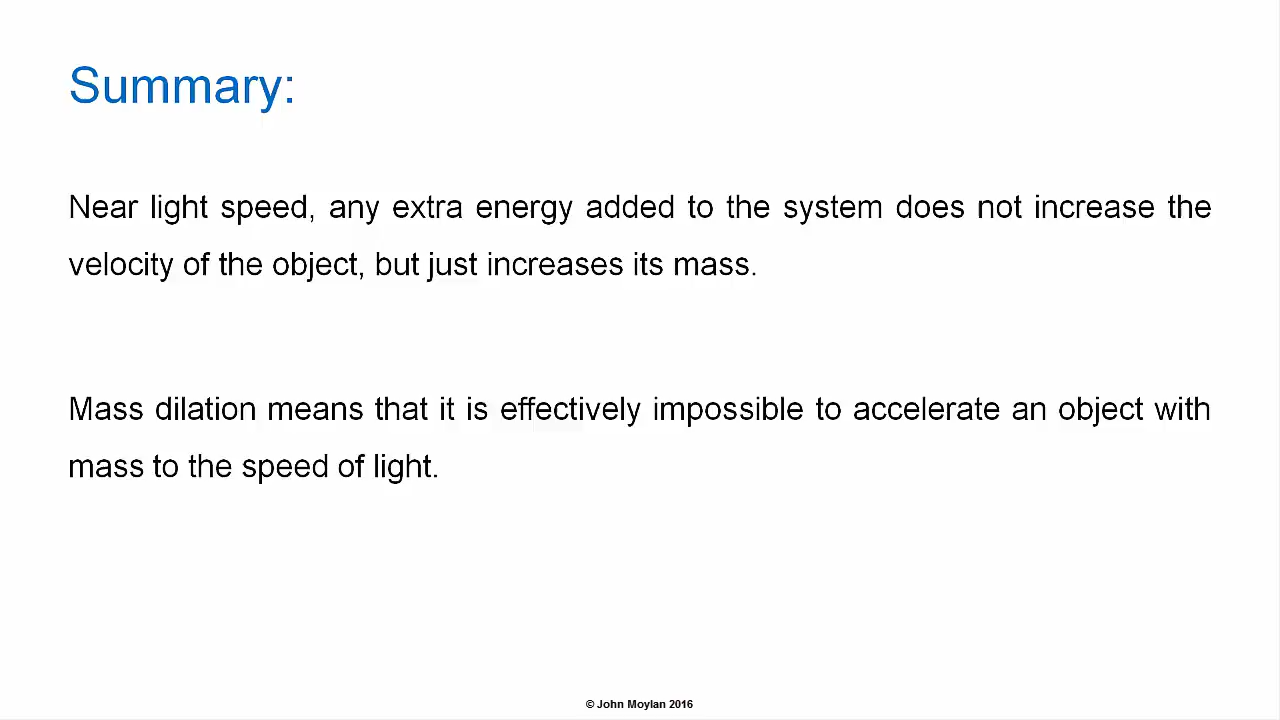 Summary:
Near light speed, any extra energy added to the system does not increase the
velocity of the object, but just increases its mass.
Mass dilation means that it is effectively impossible to accelerate an object with
mass to the speed of light.
© John Moylan 2016